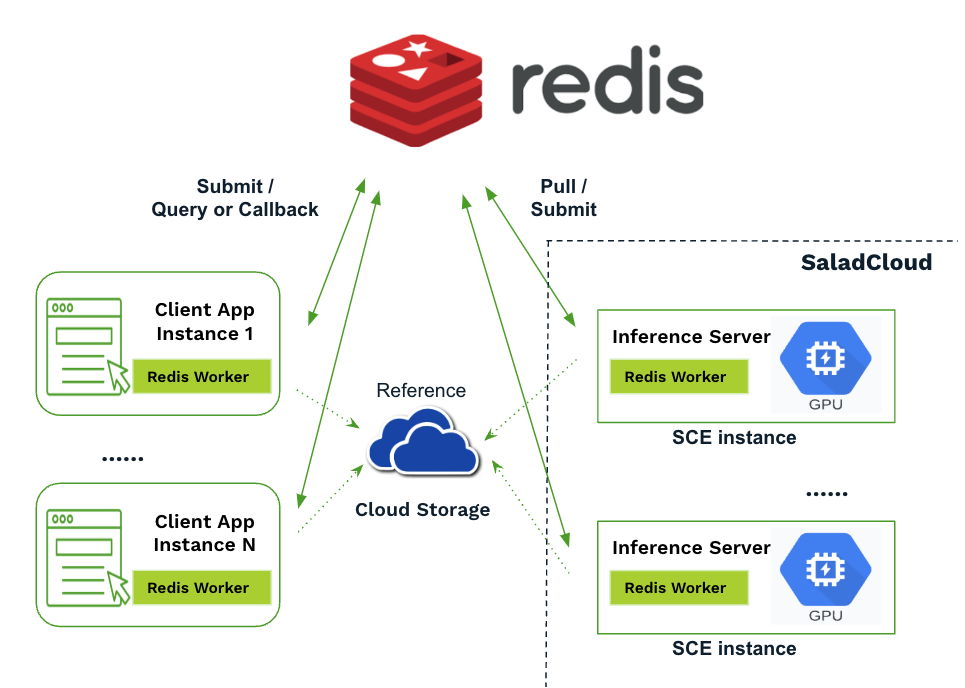 redis
Submit /
Query or Callback
Pull /
Submit
SaladCloud
Client App
Instance 1
Redis Worker
Inference Server
Redis Worker
GPU
SCE instance
Reference
Cloud Storage
......
......
Client App
Instance N
Redis Worker
Inference Server
Redis Worker
GPU
SCE instance